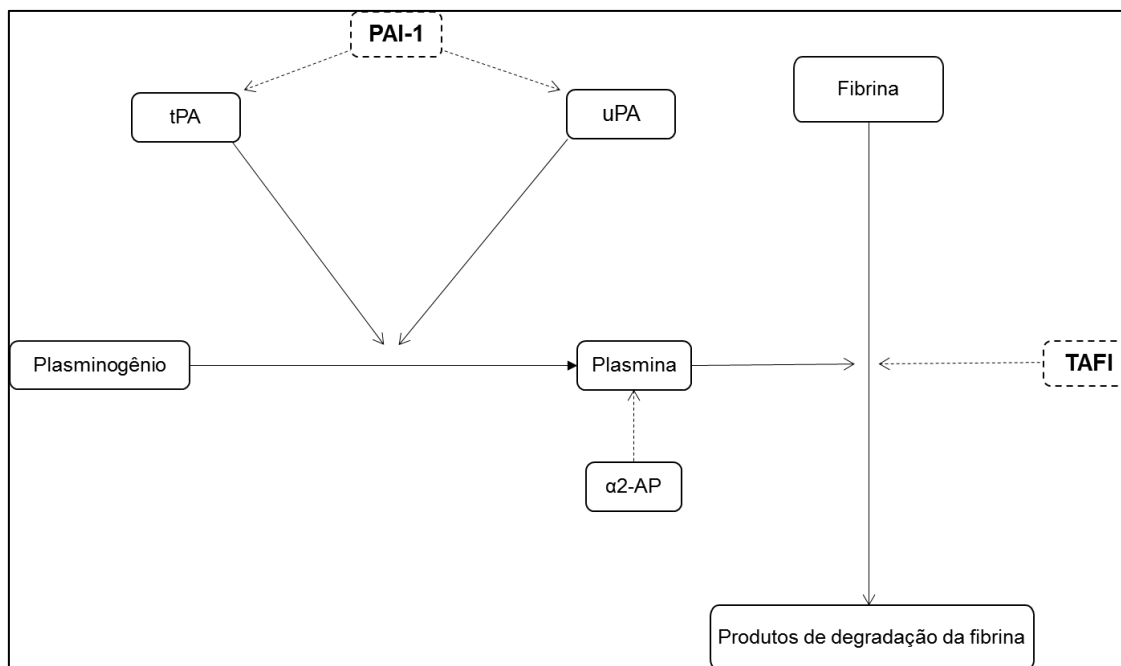 PAI-1
tPA
uPA
Fibrina
Plasminogênio
Plasmina
TAFI
α2-AP
Produtos de degradação da fibrina